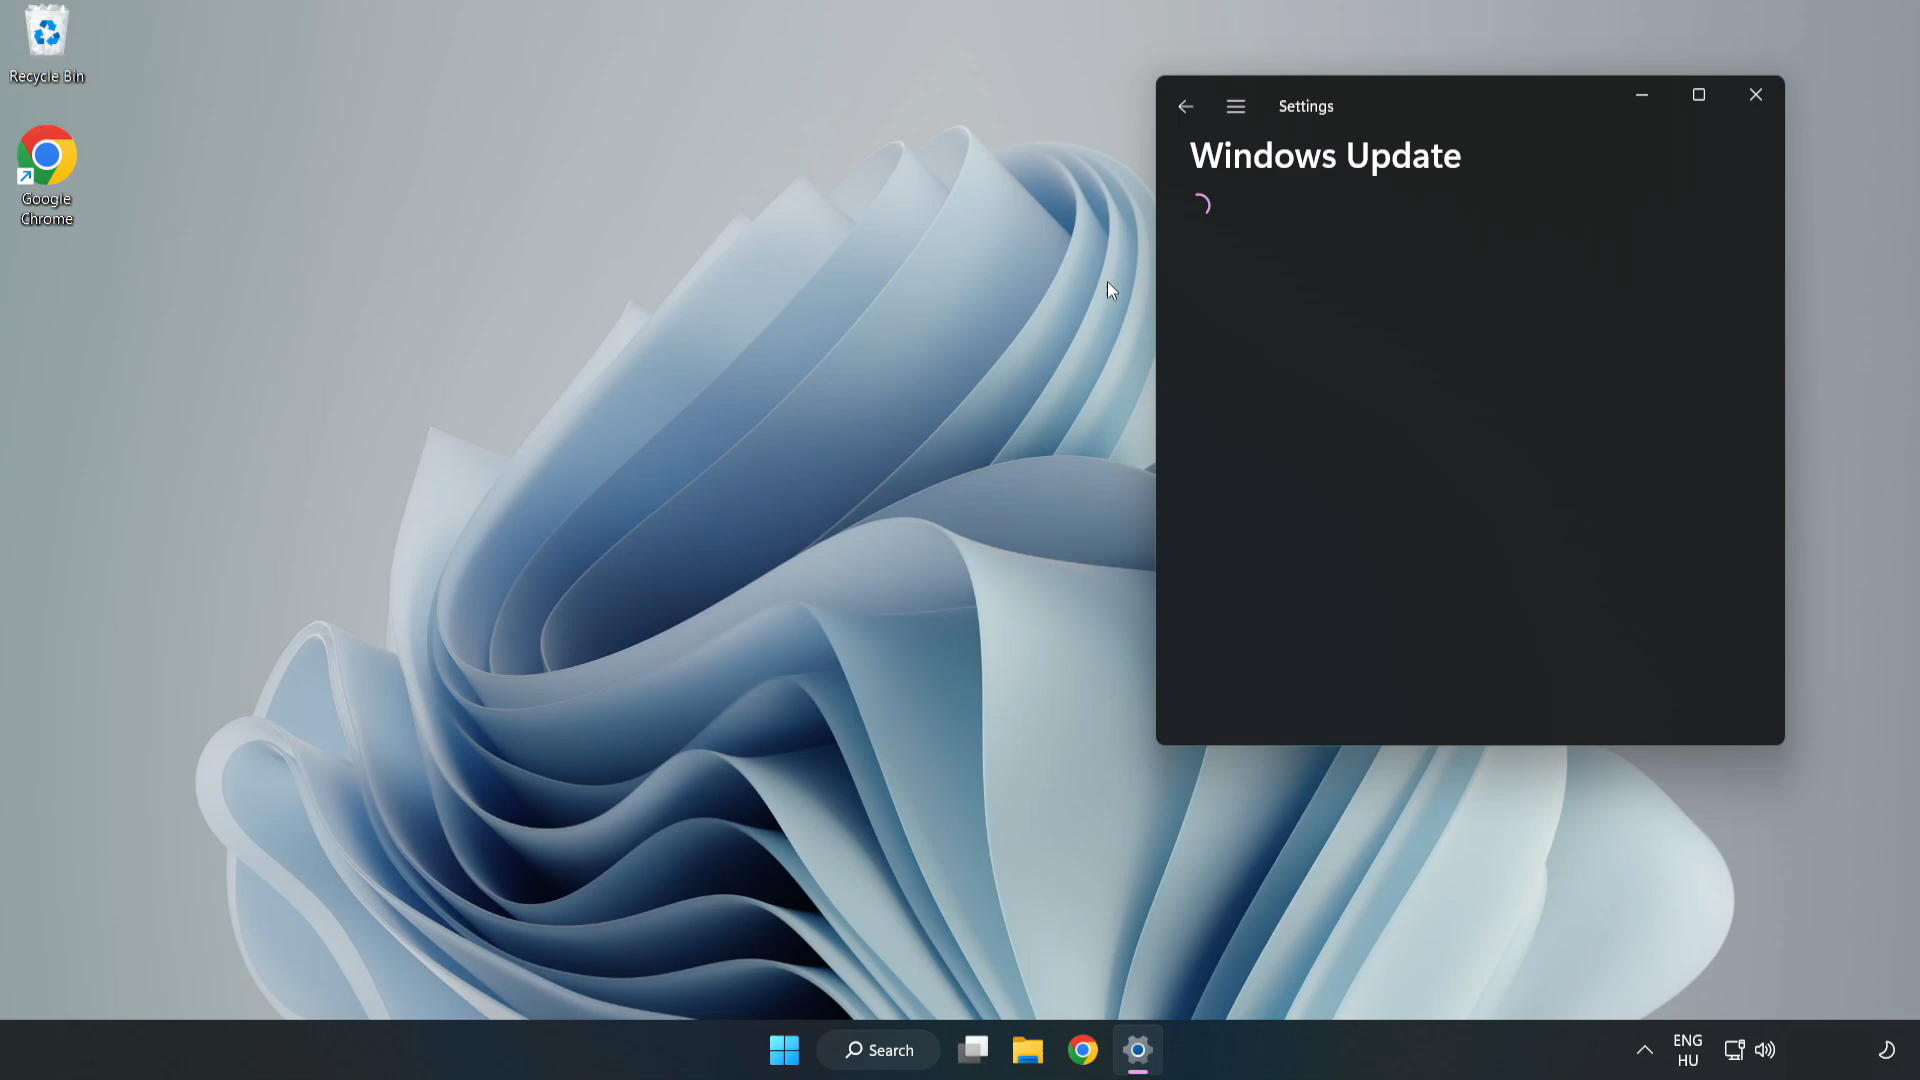 Recycle Bin
Google
Chrome
Settings
Windows Update
Search
ENG
HU